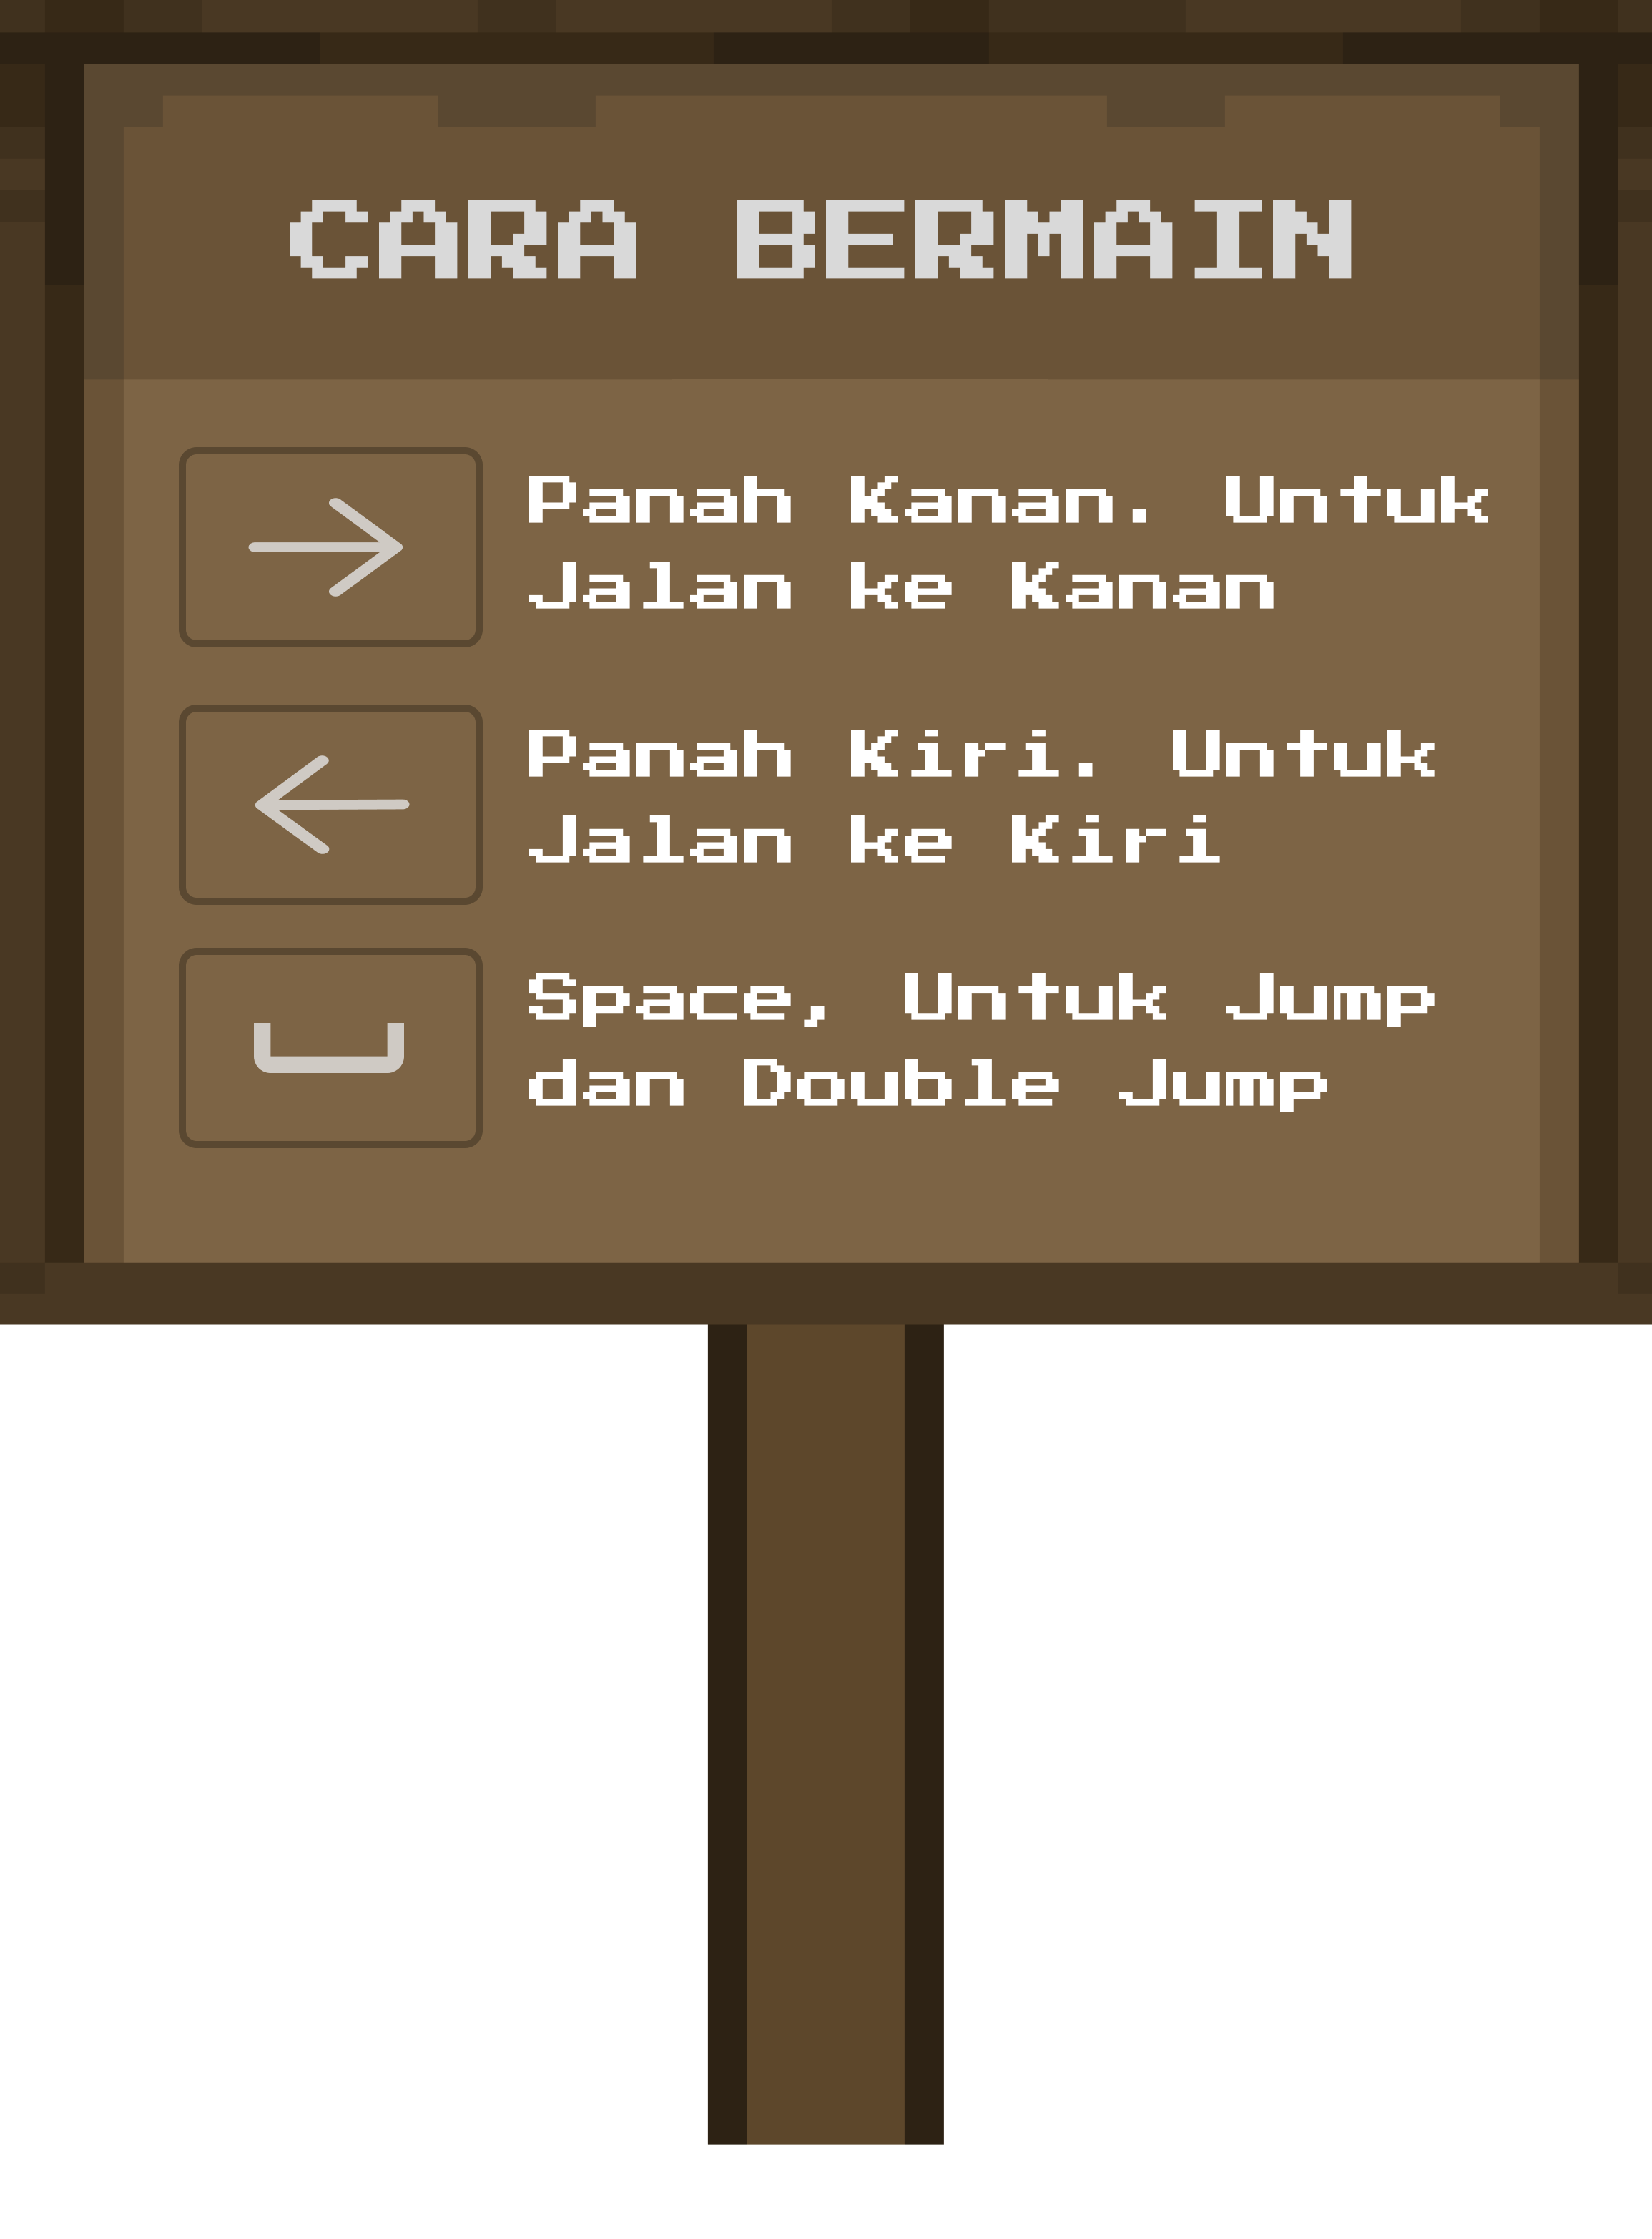 CARA BERMAIN
Panah Kanan. Untuk
Jalan ke Kanan
Panah Kiri. Untuk
Jalan ke Kiri
Space, Untuk Jump
dan Double Jump